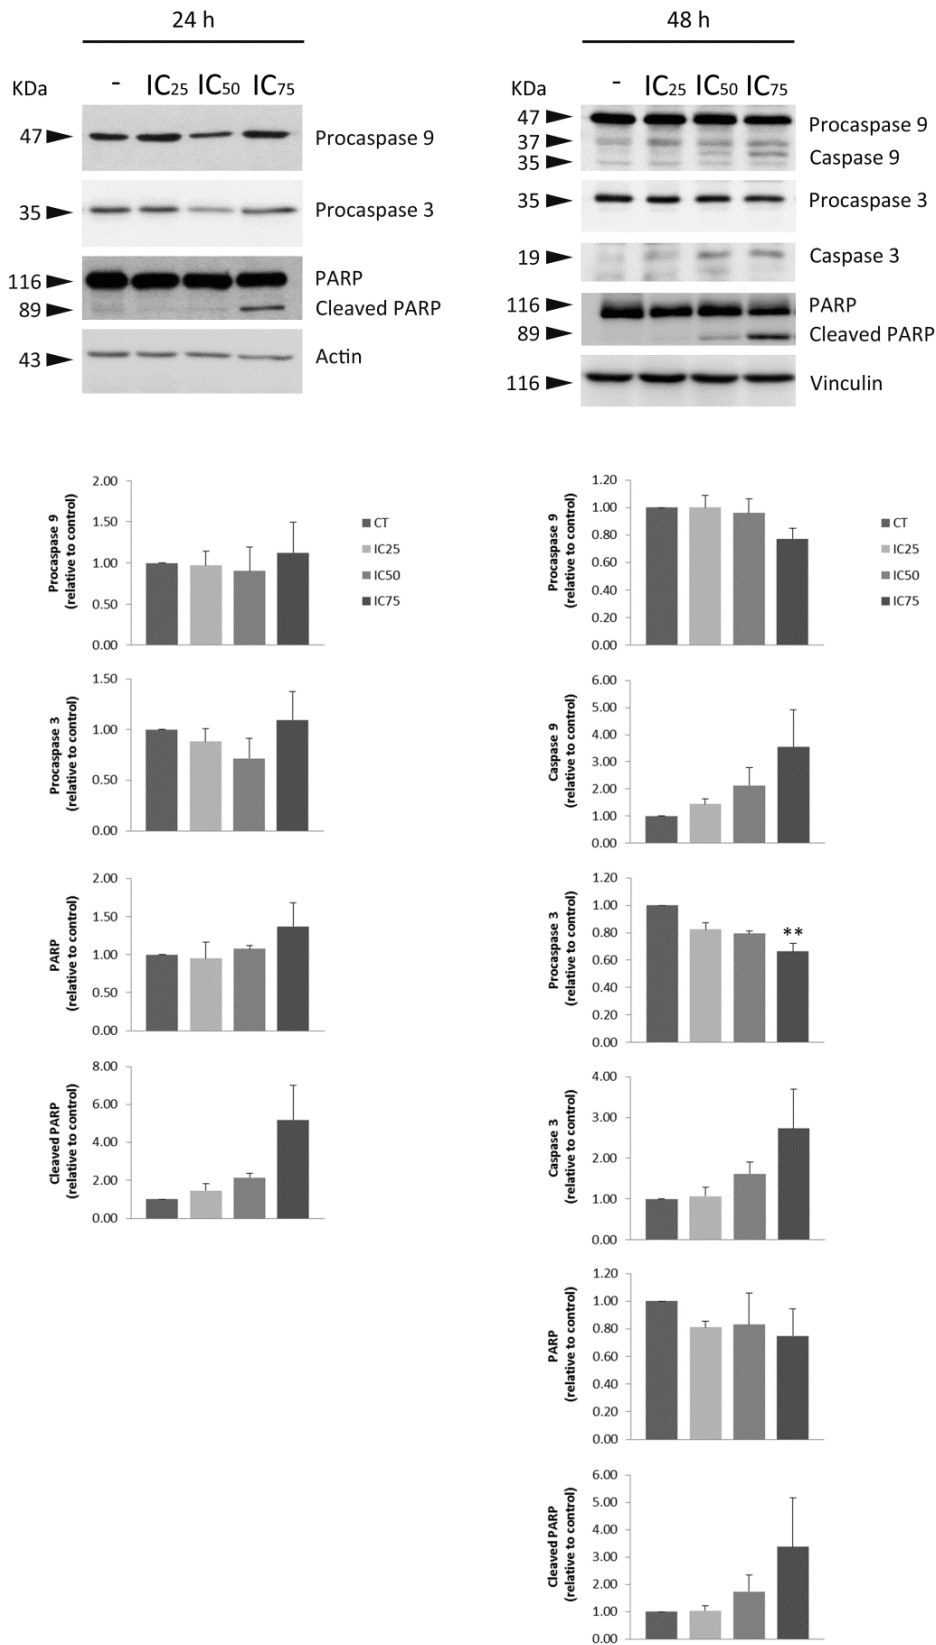 24 h
48 h
KDa
- IC25 IC50 IC75
47 Procaspase 9
35 Procaspase 3
116 PARP
89 Cleaved PARP
43 Actin
KDa
- IC25 IC50 IC75
47 Procaspase 9
37
35 Caspase 9
35 Procaspase 3
19 Caspase 3
116 PARP
89 Cleaved PARP
116 Vinculin
Procaspase 9
(relative to control)
2.00
1.50
1.00
0.50
0.00
CT
IC25
IC50
IC75
Procaspase 3
(relative to control)
1.50
1.00
0.50
0.00
PARP
(relative to control)
2.00
1.50
1.00
0.50
0.00
Cleaved PARP
(relative to control)
8.00
6.00
4.00
2.00
0.00
Procaspase 9
(relative to control)
1.20
1.00
0.80
0.60
0.40
0.20
0.00
CT
IC25
IC50
IC75
Caspase 9
(relative to control)
6.00
5.00
4.00
3.00
2.00
1.00
0.00
Procaspase 3
(relative to control)
1.20
1.00
0.80
0.60
0.40
0.20
0.00
**
Caspase 3
(relative to control)
4.00
3.00
2.00
1.00
0.00
PARP
(relative to control)
1.20
1.00
0.80
0.60
0.40
0.20
0.00
Cleaved PARP
(relative to control)
6.00
5.00
4.00
3.00
2.00
1.00
0.00